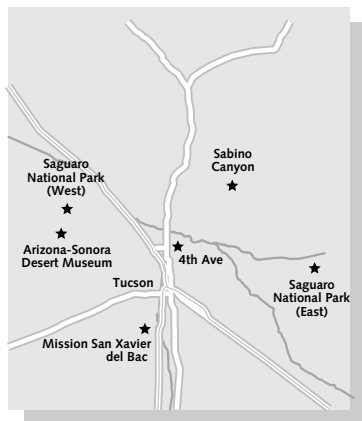 Sabino
Canyon
Saguaro
National Park
(West)
Arizona-Sonora
Desert Museum
4th Ave
Tucson
Saguaro
National Park
(East)
Mission San Xavier
del Bac